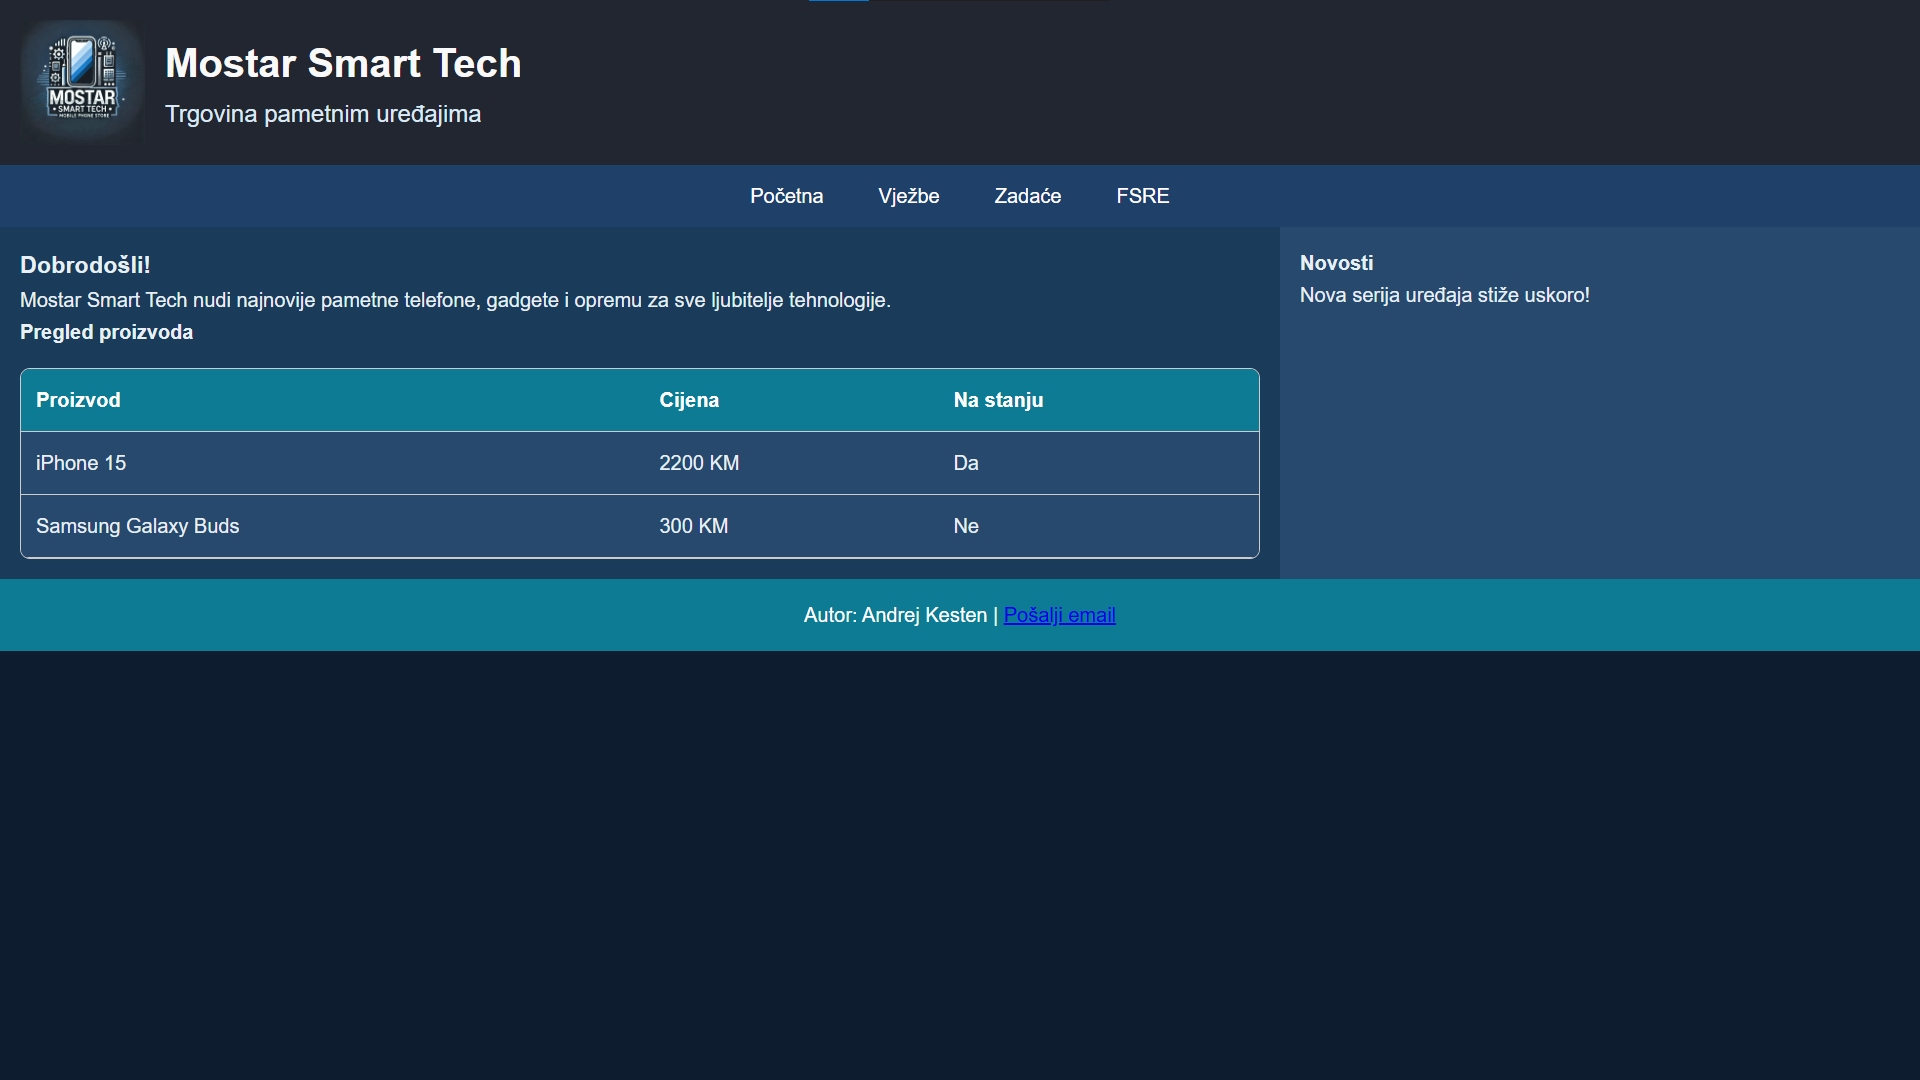 MOSTAR
• SMART TECH •
MOBILE PHONE STORE
Mostar Smart Tech
Trgovina pametnim uređajima
Početna Vježbe Zadaće FSRE
Dobrodošli!
Mostar Smart Tech nudi najnovije pametne telefone, gadgete i opremu za sve ljubitelje tehnologije.
Pregled proizvoda
Proizvod Cijena Na stanju
iPhone 15 2200 KM Da
Samsung Galaxy Buds 300 KM Ne
Novosti
Nova serija uređaja stiže uskoro!
Autor: Andrej Kesten | Pošalji email